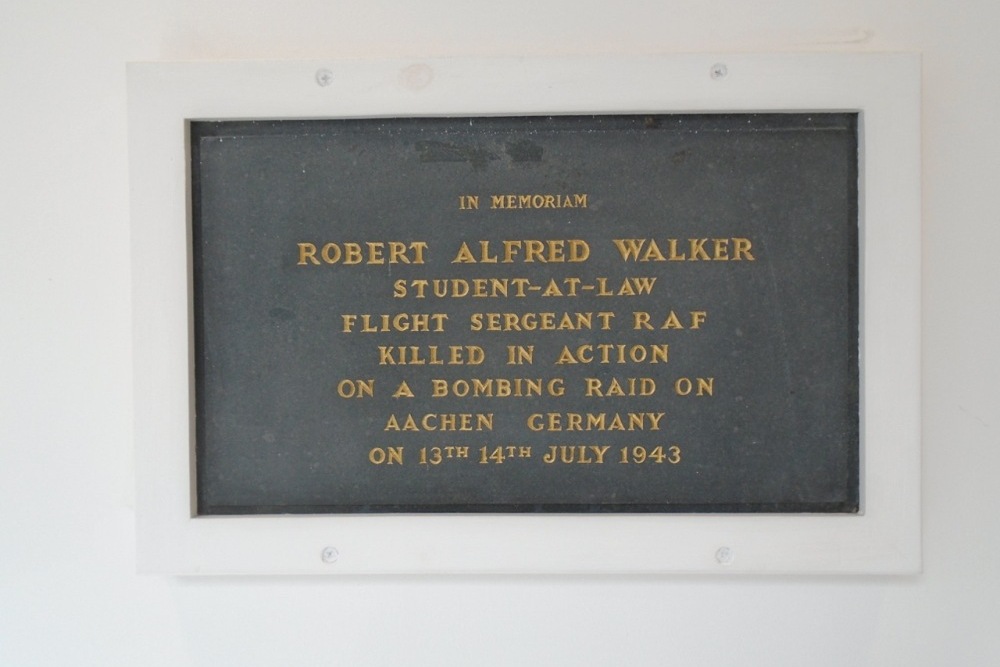 IN MEMORIAM
ROBERT ALFRED WALKER
STUDENT-AT-LAW
FLIGHT SERGEANT RAF
KILLED IN ACTION
ON A BOMBING RAID ON
AACHEN GERMANY
ON 13TH 14TH JULY 1943